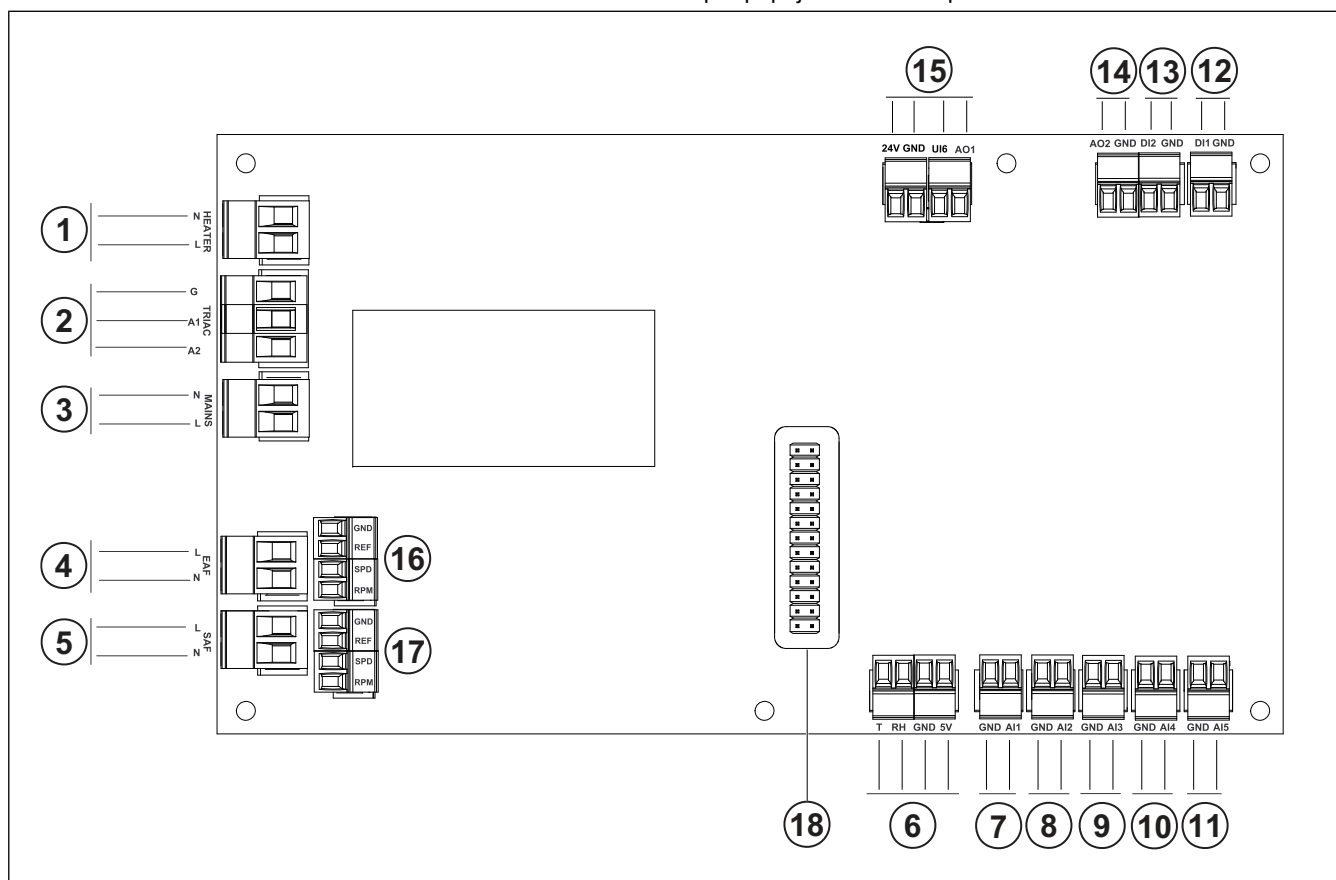 15
14 13 12
24V GND UI6 AO1
AO2 GND DI2 GND
DI1 GND
1
N
L
HEATER
2
G
A1
A2
TRIAC
3
N
L
MAINS
4
L
N
EAF
GND
REF
SPD
RPM
16
5
L
N
SAF
GND
REF
SPD
RPM
17
T RH GND 5V
GND AI1
GND AI2
GND AI3
GND AI4
GND AI5
18
6
7
8
9
10
11